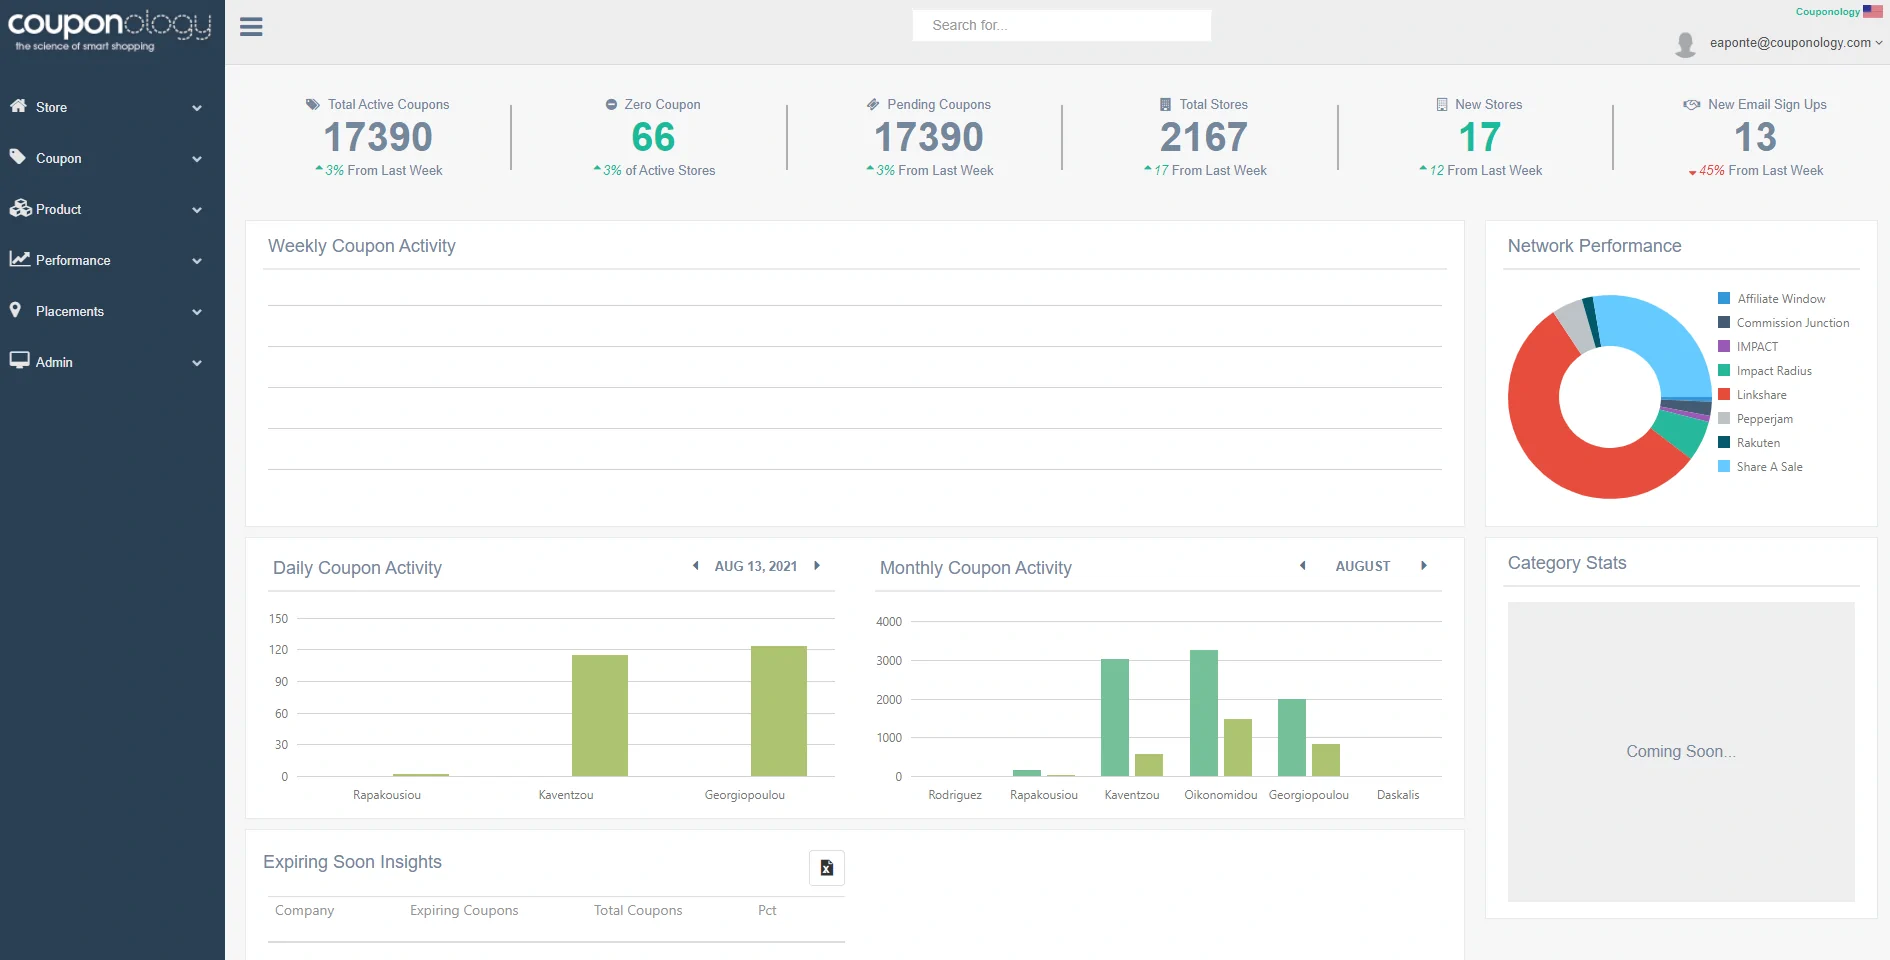 couponology
the science of smart shopping
Search for...
Couponology
eaponte@couponology.com
Store
Coupon
Product
Performance
Placements
Admin
Total Active Coupons
17390
3% From Last Week
Zero Coupon
66
3% of Active Stores
Pending Coupons
17390
3% From Last Week
Total Stores
2167
17 From Last Week
New Stores
17
12 From Last Week
New Email Sign Ups
13
45% From Last Week
Weekly Coupon Activity
Network Performance
Affiliate Window
Commission Junction
IMPACT
Impact Radius
Linkshare
Pepperjam
Rakuten
Share A Sale
Daily Coupon Activity
AUG 13, 2021
150
120
90
60
30
0
Rapakousiou Kaventzou Georgiopoulou
Monthly Coupon Activity
AUGUST
4000
3000
2000
1000
0
Rodriguez Rapakousiou Kaventzou Oikonomidou Georgiopoulou Daskalis
Category Stats
Coming Soon...
Expiring Soon Insights
Company Expiring Coupons Total Coupons Pct